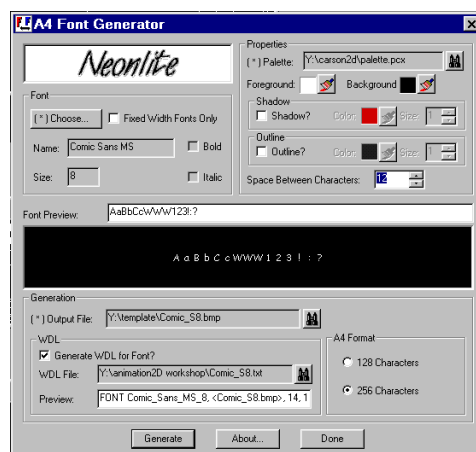 A4 Font Generator
Neonlite
Font
(*) Choose...
Fixed Width Fonts Only
Name: Comic Sans MS
Bold
Size: 8
Italic
Properties
(*) Palette: Y:\carson2d\palette.pcx
Foreground: Background
Shadow
Shadow? Color: Size: 1
Outline
Outline? Color: Size: 1
Space Between Characters: 12
Font Preview: AaBbCcWWW123!:?
A a B b C c W W W 1 2 3 ! : ?
Generation
(*) Output File: Y:\template\Comic_S8.bmp
WDL
Generate WDL for Font?
WDL File: Y:\animation2D workshop\Comic_S8.txt
Preview: FONT Comic_Sans_MS_8, <Comic_S8.bmp>, 14, 1
A4 Format
128 Characters
256 Characters
Generate About... Done